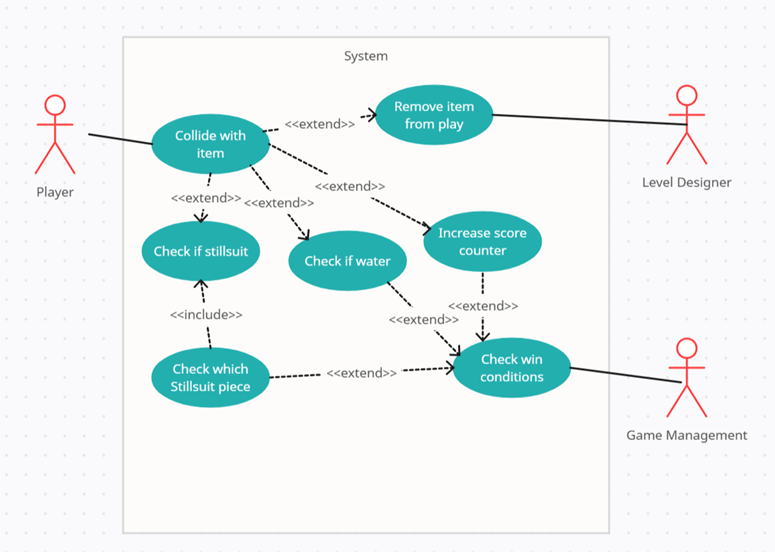 System
Remove item
from play
<<extend>>
Collide with
item
Player
Level Designer
<<extend>>
<<extend>>
<<extend>>
Increase score
counter
Check if stillsuit
Check if water
<<extend>>
<<include>>
<<extend>>
Check win
conditions
Check which
Stillsuit piece
<<extend>>
Game Management